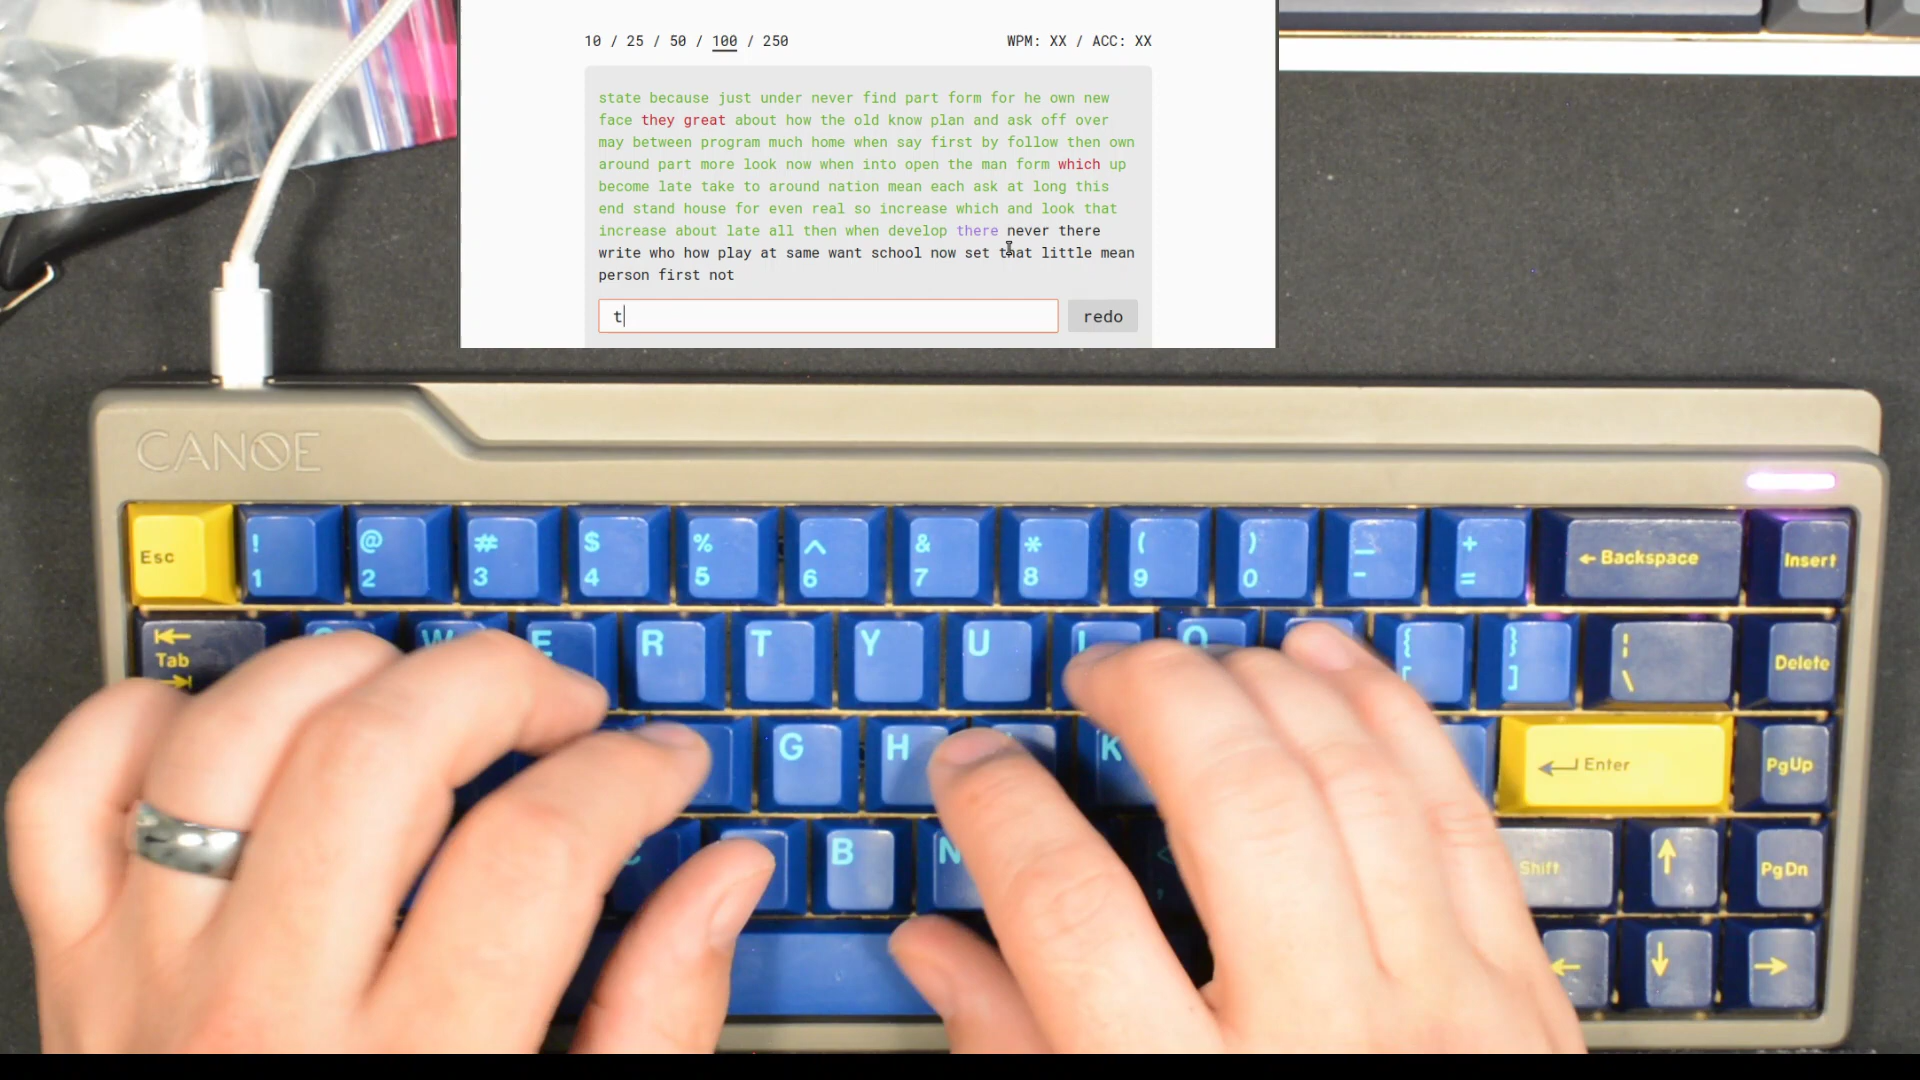 10 / 25 / 50 / 100 / 250
WPM: XX / ACC: XX
state because just under never find part form for he own new
face they great about how the old know plan and ask off over
may between program much home when say first by follow then own
around part more look now when into open the man form which up
become late take to around nation mean each ask at long this
end stand house for even real so increase which and look that
increase about late all then when develop there never there
write who how play at same want school now set that little mean
person first not
t
redo
CANOE
Esc ! 1 @ 2 # 3 $ 4 % 5 ^ 6 & 7 * 8 ( 9 ) 0 _ - + = ← Backspace Insert
Tab W E R T Y U I O { [ } ] ¦ \ Delete
G H K Enter PgUp
C B N < , Shift ↑ PgDn
← ↓ →